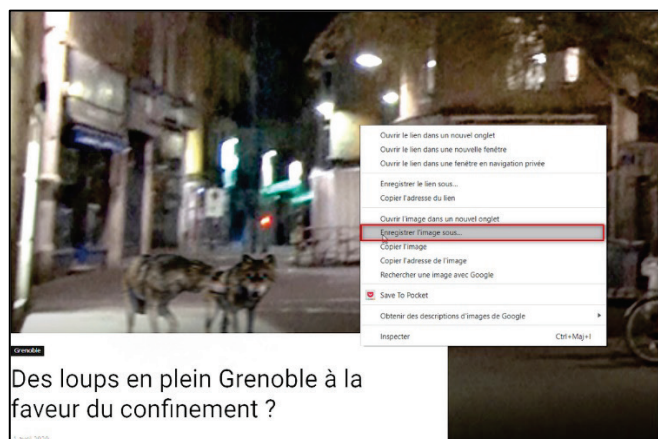 Ouvrir le lien dans un nouvel onglet
Ouvrir le lien dans une nouvelle fenêtre
Ouvrir le lien dans une fenêtre en navigation privée
Enregistrer le lien sous...
Copier l'adresse du lien
Ouvrir l'image dans un nouvel onglet
Enregistrer l'image sous...
Copier l'image
Copier l'adresse de l'image
Rechercher une image avec Google
Save To Pocket
Obtenir des descriptions d'images de Google
Inspecter Ctrl+Maj+I
Grenoble
Des loups en plein Grenoble à la
faveur du confinement ?
1 avril 2020